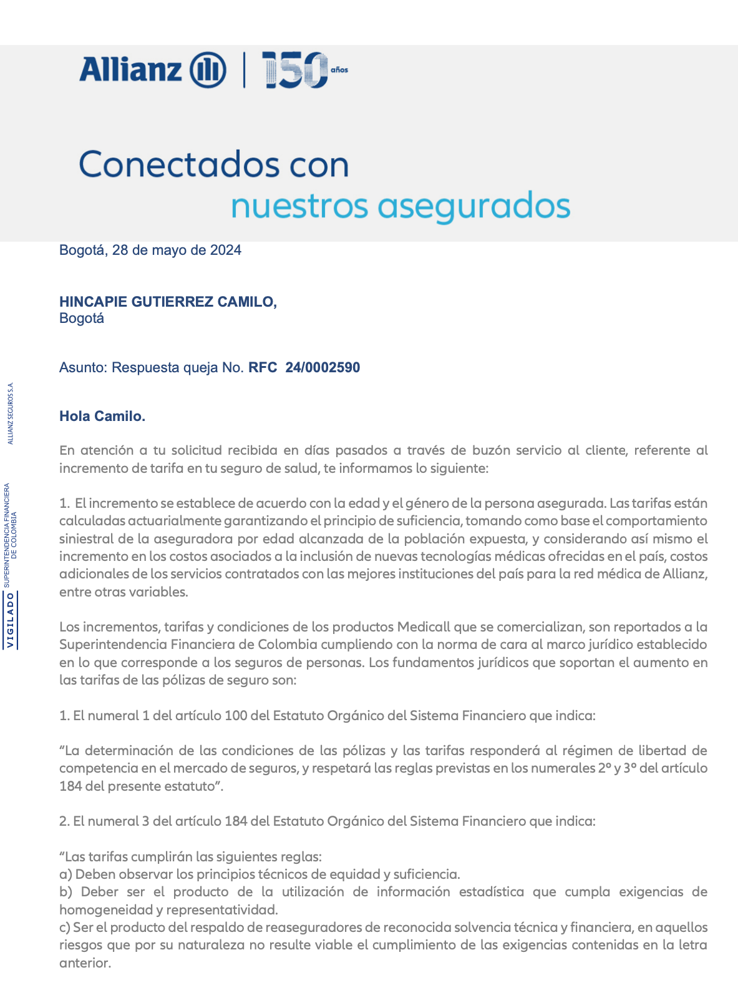 Allianz 150 años
Conectados con
nuestros asegurados
Bogotá, 28 de mayo de 2024
HINCAPIE GUTIERREZ CAMILO,
Bogotá
Asunto: Respuesta queja No. RFC 24/0002590
Hola Camilo.
En atención a tu solicitud recibida en días pasados a través de buzón servicio al cliente, referente al
incremento de tarifa en tu seguro de salud, te informamos lo siguiente:
1. El incremento se establece de acuerdo con la edad y el género de la persona asegurada. Las tarifas están
calculadas actuarialmente garantizando el principio de suficiencia, tomando como base el comportamiento
siniestral de la aseguradora por edad alcanzada de la población expuesta, y considerando así mismo el
incremento en los costos asociados a la inclusión de nuevas tecnologías médicas ofrecidas en el país, costos
adicionales de los servicios contratados con las mejores instituciones del país para la red médica de Allianz,
entre otras variables.
Los incrementos, tarifas y condiciones de los productos Medicall que se comercializan, son reportados a la
Superintendencia Financiera de Colombia cumpliendo con la norma de cara al marco jurídico establecido
en lo que corresponde a los seguros de personas. Los fundamentos jurídicos que soportan el aumento en
las tarifas de las pólizas de seguro son:
1. El numeral 1 del artículo 100 del Estatuto Orgánico del Sistema Financiero que indica:
“La determinación de las condiciones de las pólizas y las tarifas responderá al régimen de libertad de
competencia en el mercado de seguros, y respetará las reglas previstas en los numerales 2º y 3º del artículo
184 del presente estatuto”.
2. El numeral 3 del artículo 184 del Estatuto Orgánico del Sistema Financiero que indica:
“Las tarifas cumplirán las siguientes reglas:
a) Deben observar los principios técnicos de equidad y suficiencia.
b) Deber ser el producto de la utilización de información estadística que cumpla exigencias de
homogeneidad y representatividad.
c) Ser el producto del respaldo de reaseguradores de reconocida solvencia técnica y financiera, en aquellos
riesgos que por su naturaleza no resulte viable el cumplimiento de las exigencias contenidas en la letra
anterior.
VIGILADO
SUPERINTENDENCIA FINANCIERA
DE COLOMBIA
ALLIANZ SEGUROS S.A.